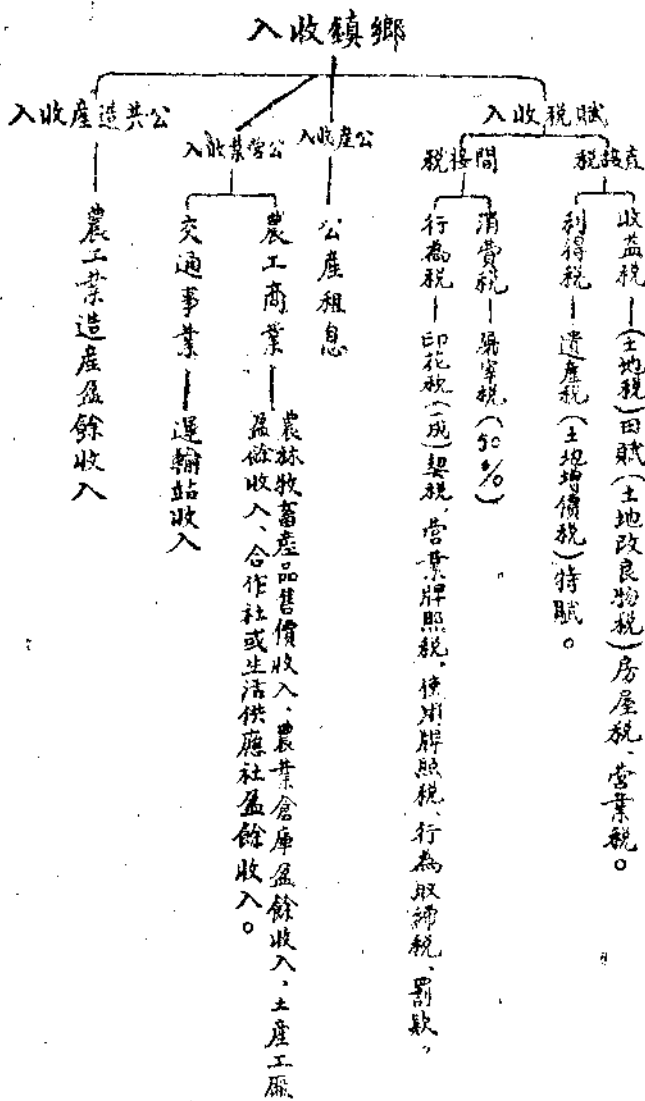 鄉鎮收入
賦稅收入
直接稅
收益稅—(土地稅)田賦(土地改良物稅)房屋稅、營業稅。
利得稅—遺產稅(土地增價稅)特賦。
間接稅
消費稅—屠宰稅(50%)
行為稅—印花稅(一成)契稅、營業牌照稅、使用牌照稅、行為取締稅、罰款。
公產收入
公產租息
公營業收入
農工商業—農林牧畜產品售價收入、農業倉庫盈餘收入、土產工廠
盈餘收入、合作社或生活供應社盈餘收入。
交通事業—運輸站收入
公共造產收入
農工業造產盈餘收入